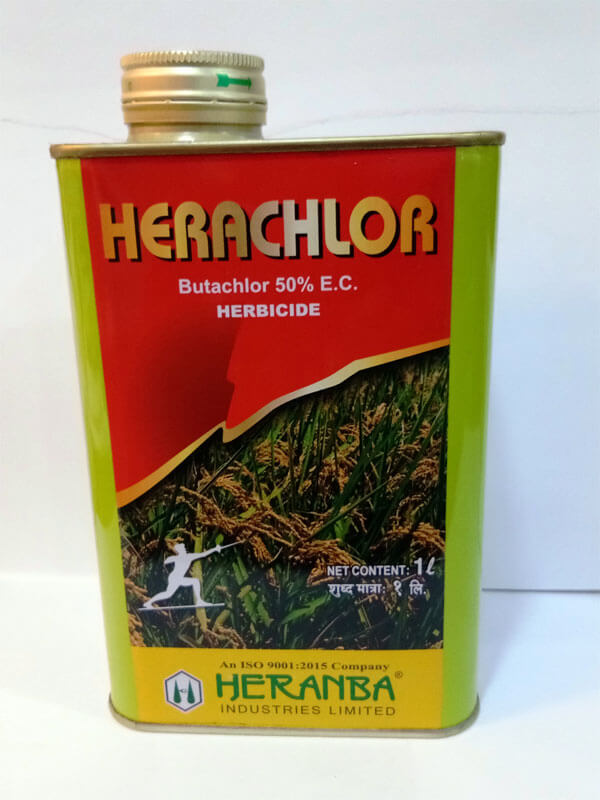 HERACHLOR
Butachlor 50% E.C.
HERBICIDE
NET CONTENT: 1ℓ
शुध्द मात्रा: १ लि.
An ISO 9001:2015 Company
HERANBA®
INDUSTRIES LIMITED